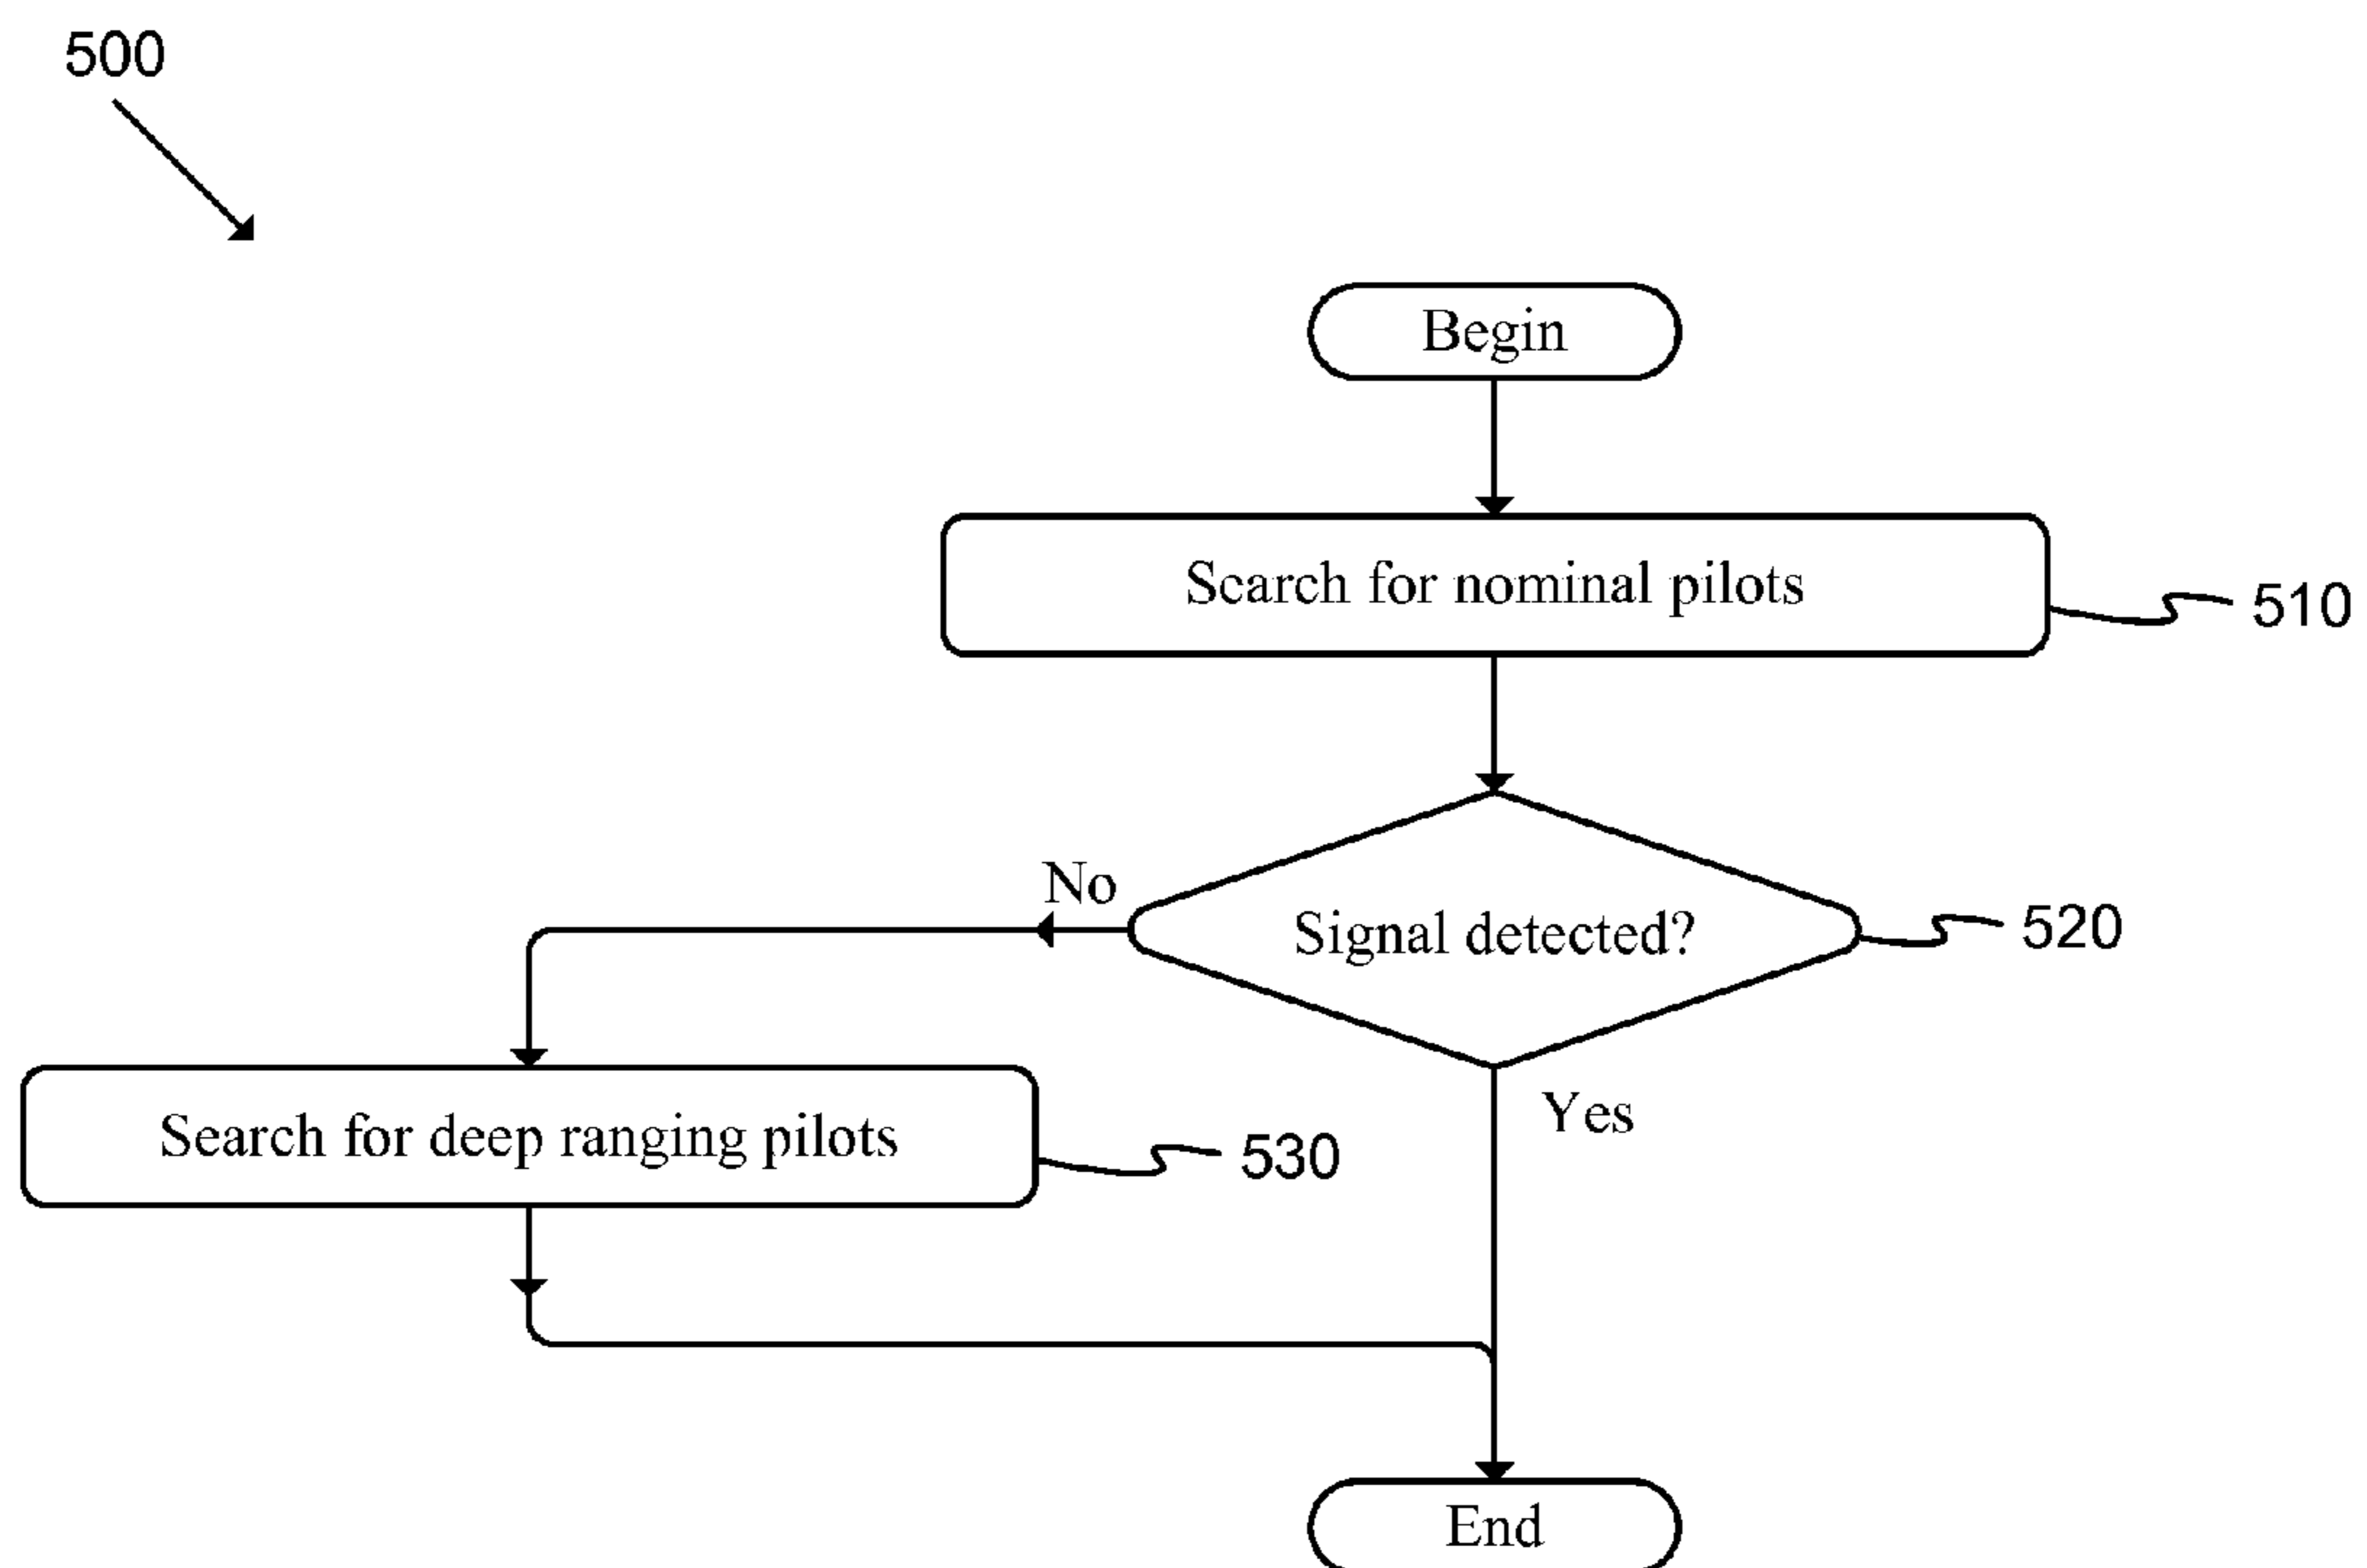 500
Begin
Search for nominal pilots
510
No
Signal detected?
520
Yes
Search for deep ranging pilots
530
End